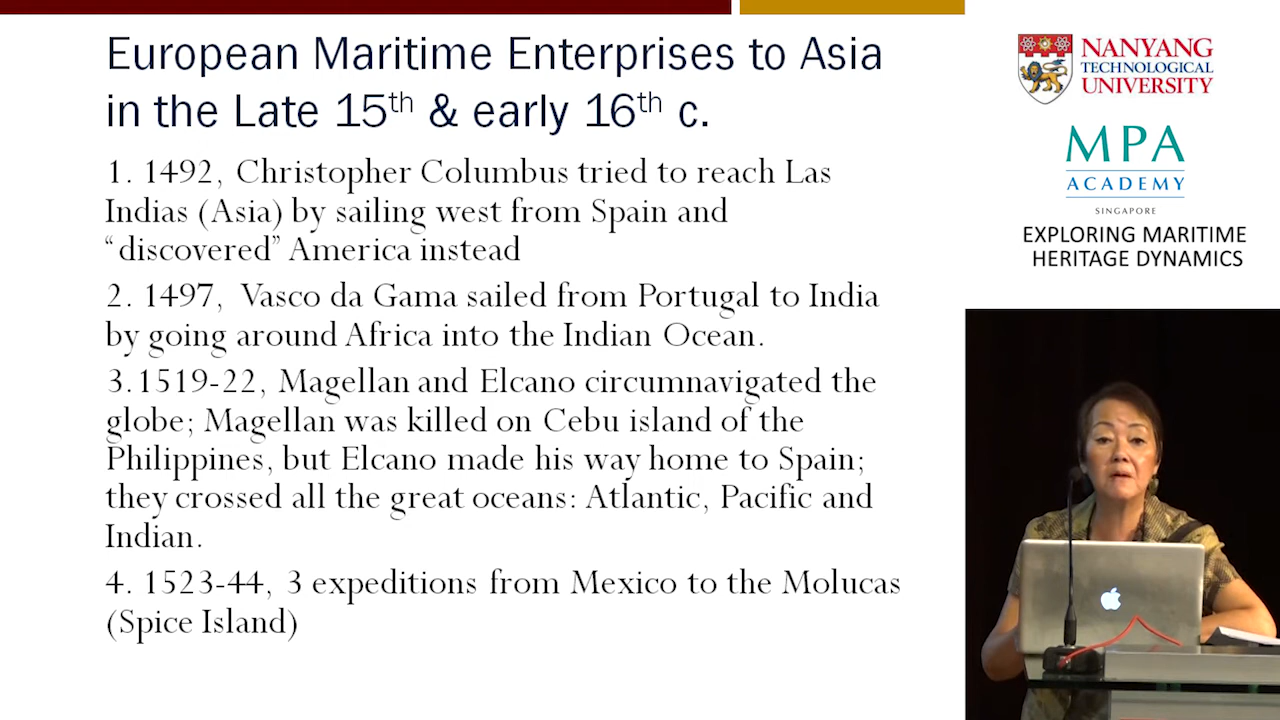 European Maritime Enterprises to Asia
in the Late 15th & early 16th c.
1. 1492, Christopher Columbus tried to reach Las
Indias (Asia) by sailing west from Spain and
“discovered” America instead
2. 1497, Vasco da Gama sailed from Portugal to India
by going around Africa into the Indian Ocean.
3.1519-22, Magellan and Elcano circumnavigated the
globe; Magellan was killed on Cebu island of the
Philippines, but Elcano made his way home to Spain;
they crossed all the great oceans: Atlantic, Pacific and
Indian.
4. 1523-44, 3 expeditions from Mexico to the Molucas
(Spice Island)
NANYANG
TECHNOLOGICAL
UNIVERSITY
MPA
ACADEMY
SINGAPORE
EXPLORING MARITIME
HERITAGE DYNAMICS